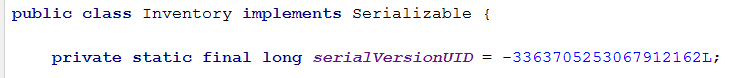 public class Inventory implements Serializable {
private static final long serialVersionUID = -3363705253067912162L;